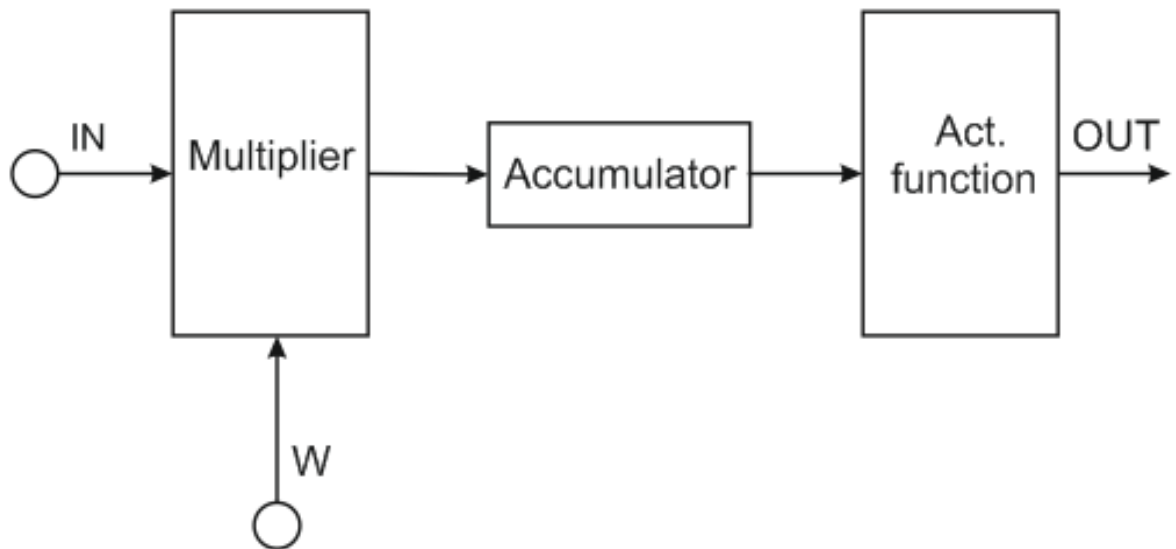 IN
Multiplier
Accumulator
Act.
function
OUT
W